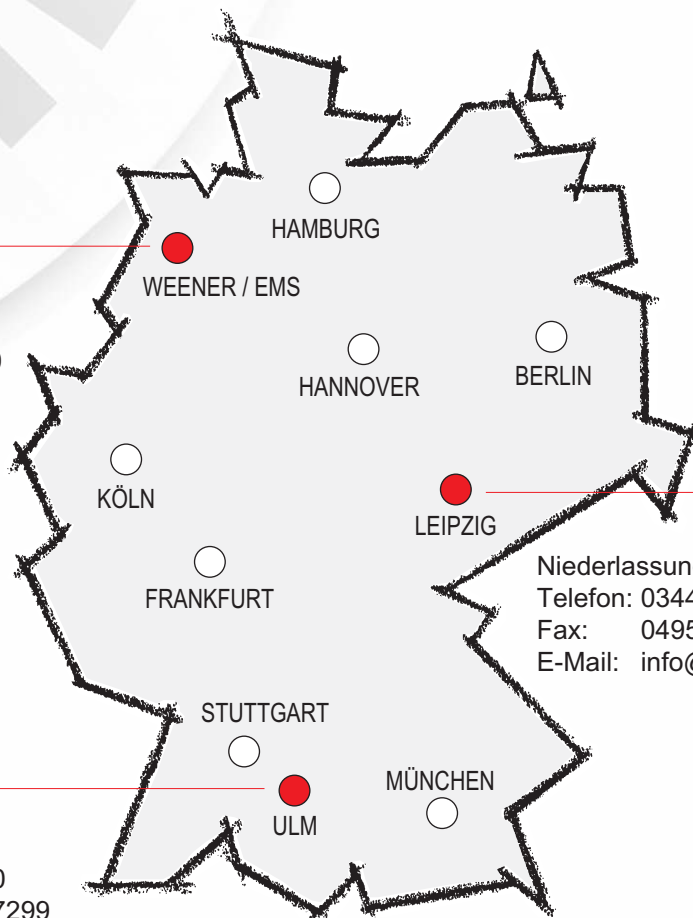 HAMBURG
WEENER / EMS
HANNOVER
BERLIN
KÖLN
LEIPZIG
FRANKFURT
Telefon: 0344
Fax: 0495
E-Mail: info@
STUTTGART
MÜNCHEN
ULM
0
7299